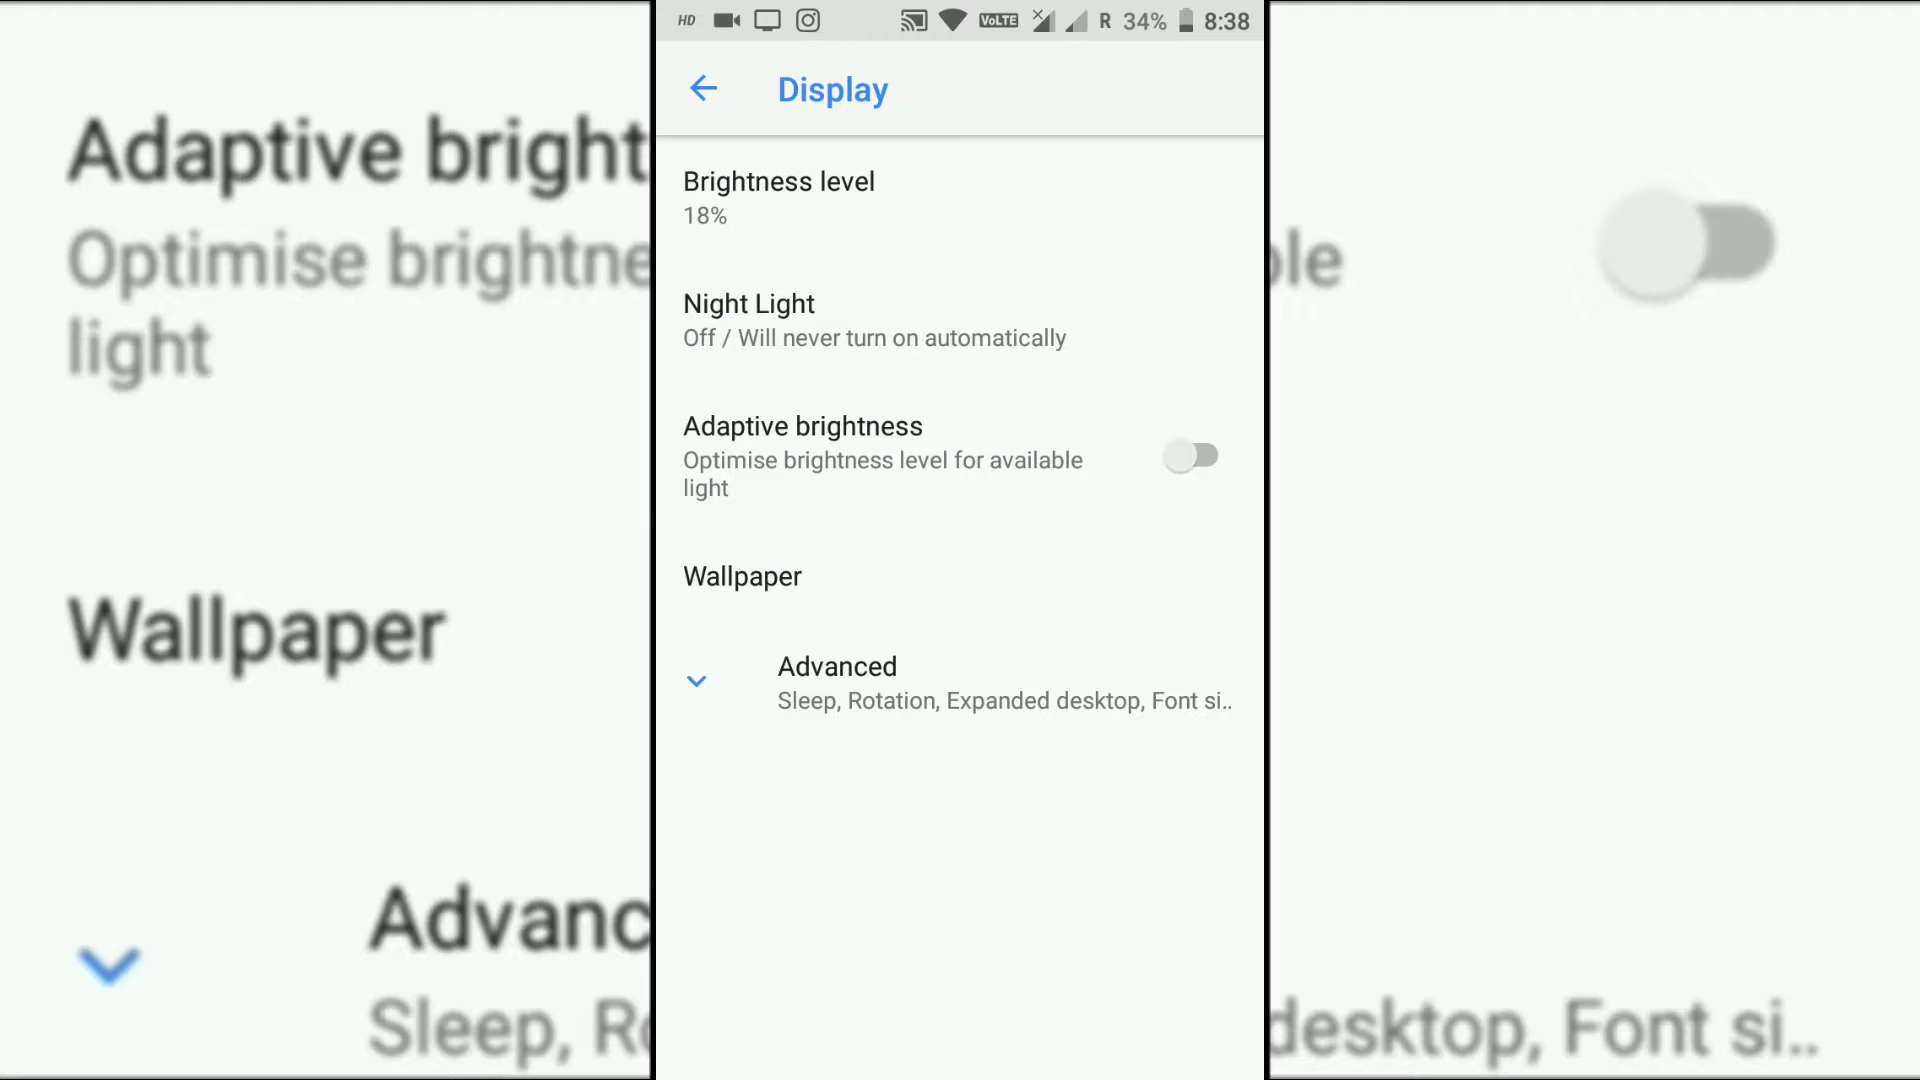 HD VoLTE R 34% 8:38
Display
Brightness level
18%
Night Light
Off / Will never turn on automatically
Adaptive brightness
Optimise brightness level for available
light
Wallpaper
Advanced
Sleep, Rotation, Expanded desktop, Font si..
Adaptive bright
Optimise brightne
light
Wallpaper
Advanc
Sleep, Ro
ble
desktop, Font si..